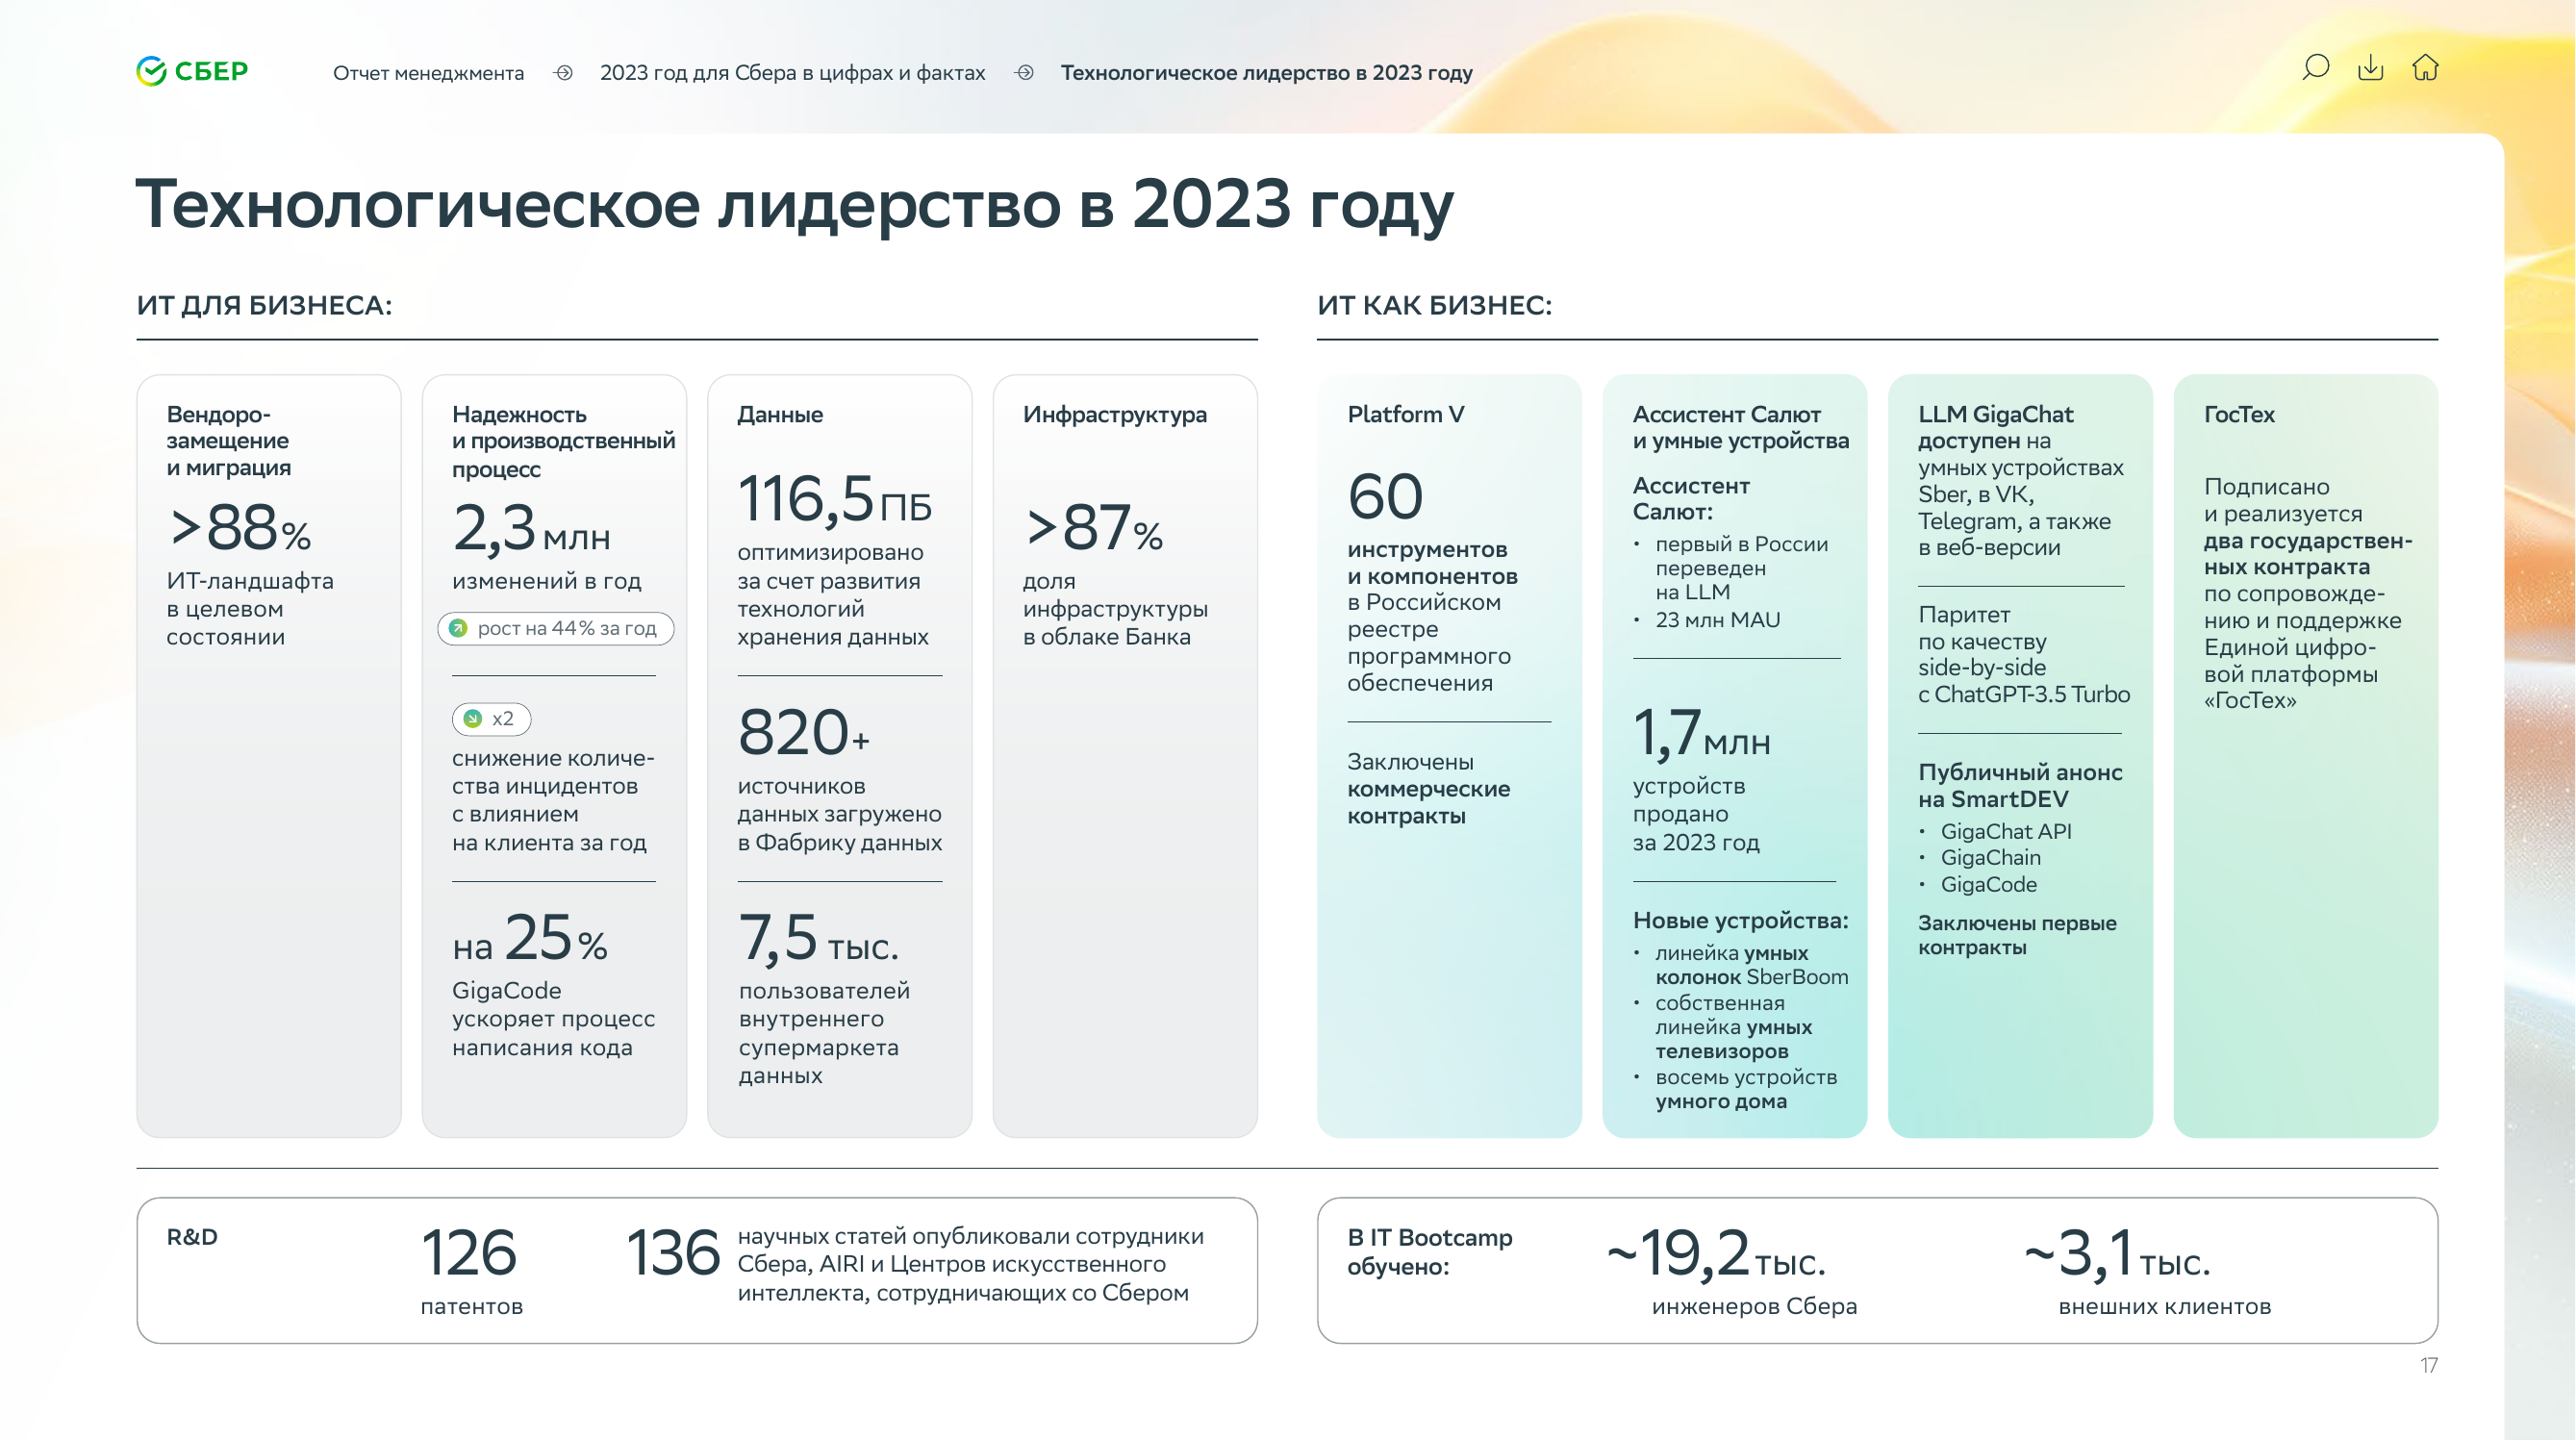 СБЕР
Отчет менеджмента
2023 год для Сбера в цифрах и фактах
Технологическое лидерство в 2023 году
Технологическое лидерство в 2023 году
ИТ ДЛЯ БИЗНЕСА:
Вендоро-
замещение
и миграция
>88%
ИТ-ландшафта
в целевом
состоянии
Надежность
и производственный
процесс
2,3 млн
изменений в год
рост на 44% за год
x2
снижение количе-
ства инцидентов
с влиянием
на клиента за год
на 25%
GigaCode
ускоряет процесс
написания кода
Данные
116,5 ПБ
оптимизировано
за счет развития
технологий
хранения данных
820+
источников
данных загружено
в Фабрику данных
7,5 тыс.
пользователей
внутреннего
супермаркета
данных
Инфраструктура
>87%
доля
инфраструктуры
в облаке Банка
ИТ КАК БИЗНЕС:
Platform V
60
инструментов
и компонентов
в Российском
реестре
программного
обеспечения
Заключены
коммерческие
контракты
Ассистент Салют
и умные устройства
Ассистент
Салют:
• первый в России
переведен
на LLM
• 23 млн MAU
1,7 млн
устройств
продано
за 2023 год
Новые устройства:
• линейка умных
колонок SberBoom
• собственная
линейка умных
телевизоров
• восемь устройств
умного дома
LLM GigaChat
доступен на
умных устройствах
Sber, в VK,
Telegram, а также
в веб-версии
Паритет
по качеству
side-by-side
с ChatGPT-3.5 Turbo
Публичный анонс
на SmartDEV
• GigaChat API
• GigaChain
• GigaCode
Заключены первые
контракты
ГосТех
Подписано
и реализуется
два государствен-
ных контракта
по сопровожде-
нию и поддержке
Единой цифро-
вой платформы
«ГосТех»
R&D
126
патентов
136
научных статей опубликовали сотрудники
Сбера, AIRI и Центров искусственного
интеллекта, сотрудничающих со Сбером
В IT Bootcamp
обучено:
~19,2 тыс.
инженеров Сбера
~3,1 тыс.
внешних клиентов
17